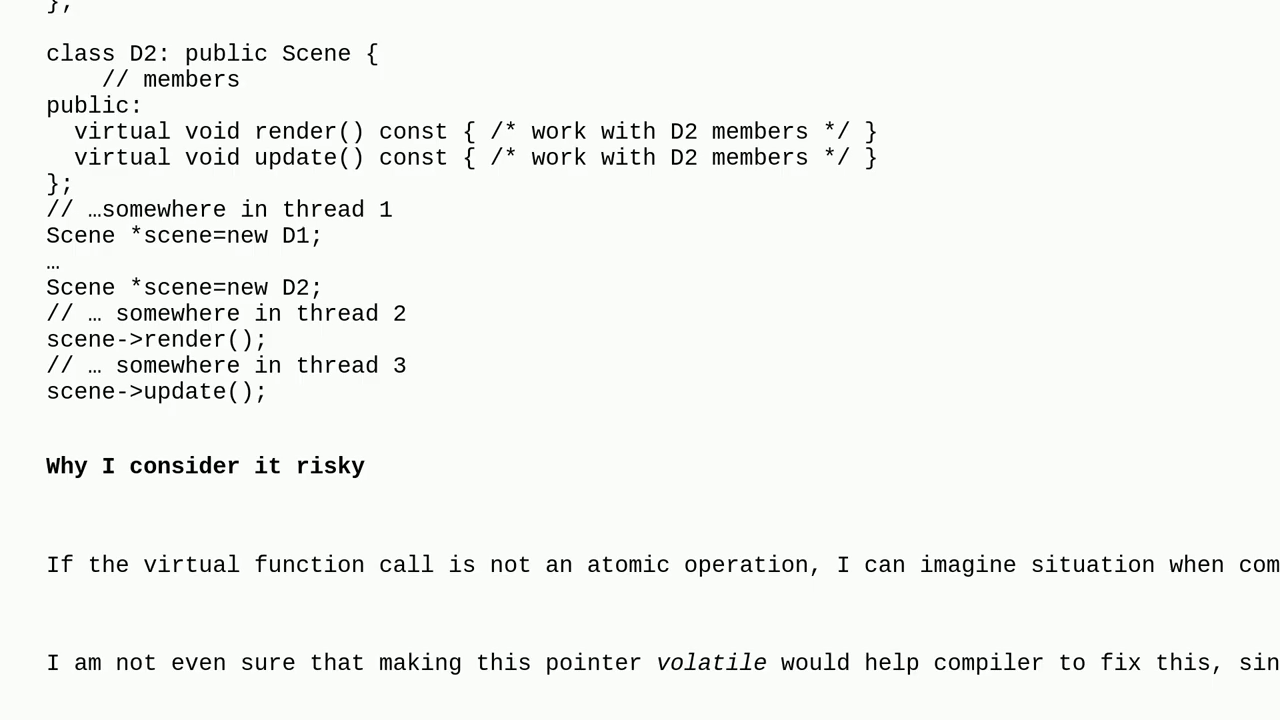 };
class D2: public Scene {
    // members
public:
  virtual void render() const { /* work with D2 members */ }
  virtual void update() const { /* work with D2 members */ }
};
// …somewhere in thread 1
Scene *scene=new D1;
…
Scene *scene=new D2;
// … somewhere in thread 2
scene->render();
// … somewhere in thread 3
scene->update();
Why I consider it risky
If the virtual function call is not an atomic operation, I can imagine situation when com
I am not even sure that making this pointer volatile would help compiler to fix this, sin